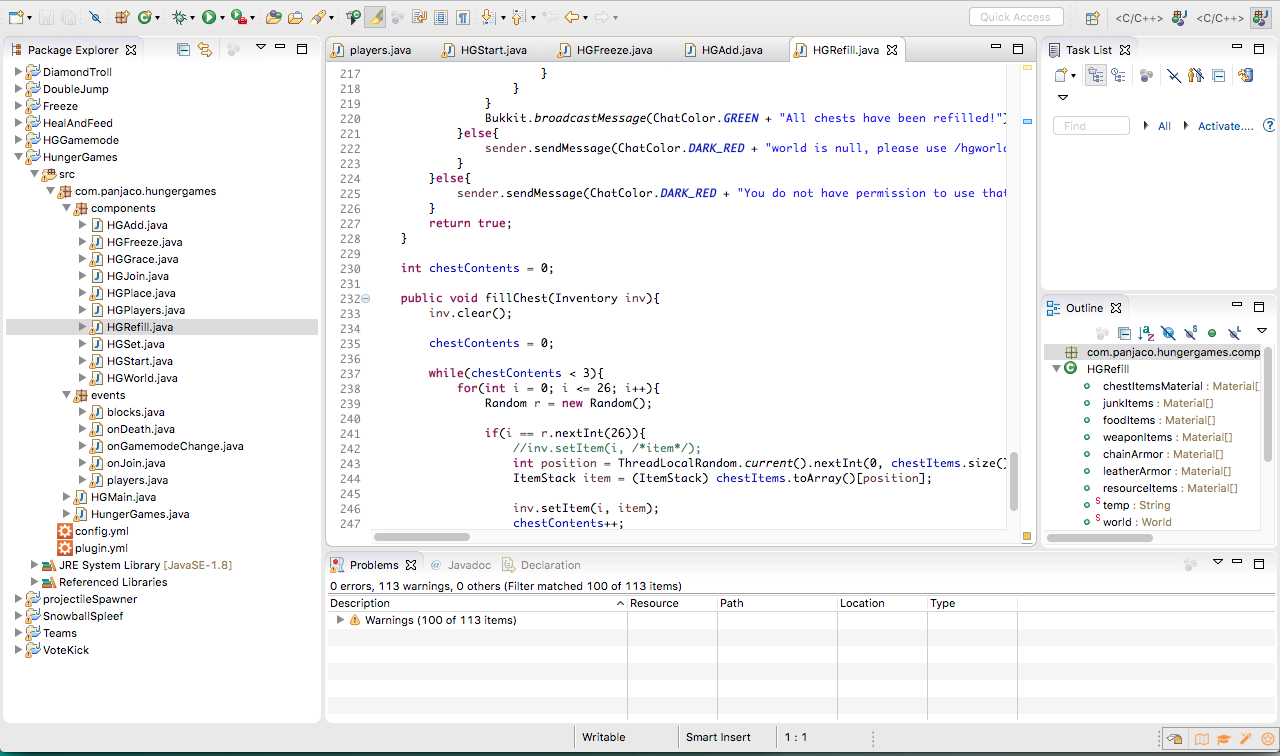 Quick Access
<C/C++>
<C/C++>
Package Explorer
DiamondTroll
DoubleJump
Freeze
HealAndFeed
HGGamemode
HungerGames
src
com.panjaco.hungergames
components
HGAdd.java
HGFreeze.java
HGGrace.java
HGJoin.java
HGPlace.java
HGPlayers.java
HGRefill.java
HGSet.java
HGStart.java
HGWorld.java
events
blocks.java
onDeath.java
onGamemodeChange.java
onJoin.java
players.java
HGMain.java
HungerGames.java
config.yml
plugin.yml
JRE System Library [JavaSE-1.8]
Referenced Libraries
projectileSpawner
SnowballSpleef
Teams
VoteKick
players.java
HGStart.java
HGFreeze.java
HGAdd.java
HGRefill.java
217 }
218 }
219 }
220 Bukkit.broadcastMessage(ChatColor.GREEN + "All chests have been refilled!")
221 }else{
222 sender.sendMessage(ChatColor.DARK_RED + "world is null, please use /hgworl
223 }
224 }else{
225 sender.sendMessage(ChatColor.DARK_RED + "You do not have permission to use that
226 }
227 return true;
228 }
229
230 int chestContents = 0;
231
232 public void fillChest(Inventory inv){
233 inv.clear();
234
235 chestContents = 0;
236
237 while(chestContents < 3){
238 for(int i = 0; i <= 26; i++){
239 Random r = new Random();
240
241 if(i == r.nextInt(26)){
242 //inv.setItem(i, /*item*/);
243 int position = ThreadLocalRandom.current().nextInt(0, chestItems.size()
244 ItemStack item = (ItemStack) chestItems.toArray()[position];
245
246 inv.setItem(i, item);
247 chestContents++;
Task List
Find
All
Activate....
Outline
com.panjaco.hungergames.comp
HGRefill
chestItemsMaterial : Material[
junkItems : Material[]
foodItems : Material[]
weaponItems : Material[]
chainArmor : Material[]
leatherArmor : Material[]
resourceItems : Material[]
S temp : String
S world : World
Problems
@ Javadoc
Declaration
0 errors, 113 warnings, 0 others (Filter matched 100 of 113 items)
Description Resource Path Location Type
Warnings (100 of 113 items)
Writable Smart Insert 1 : 1